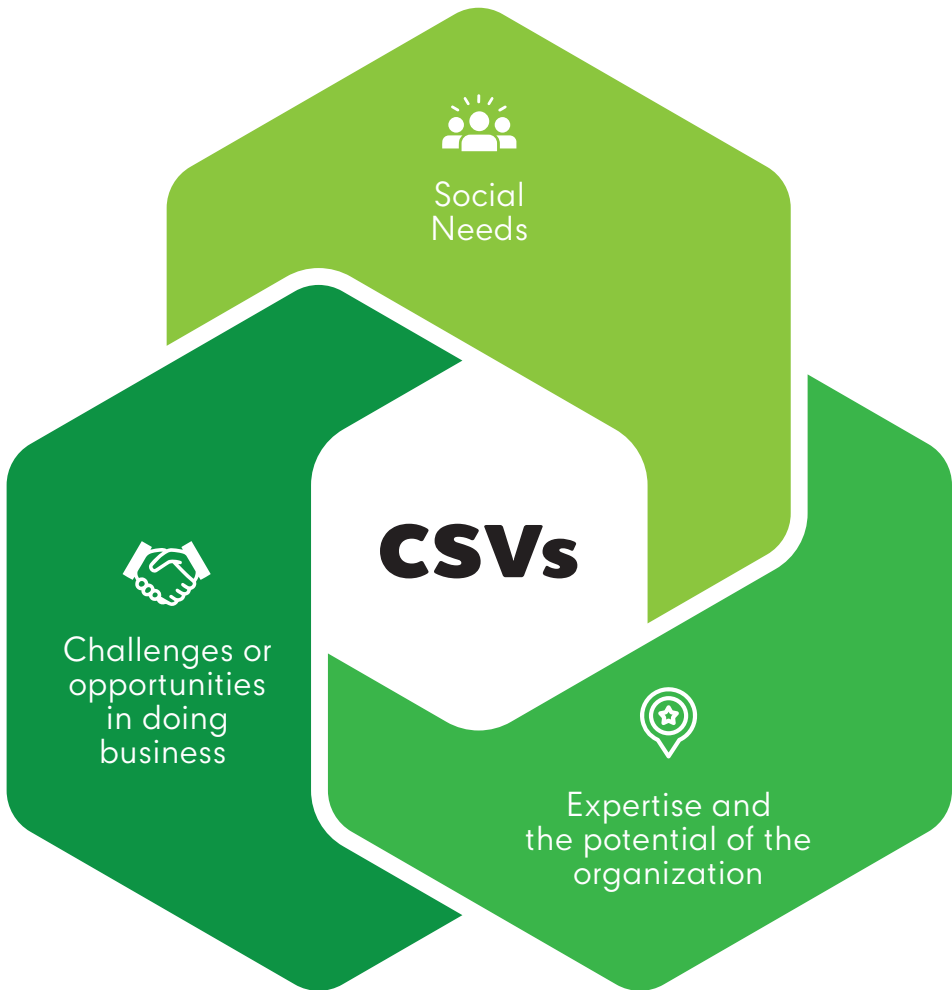 Social
Needs
CSVs
Challenges or
opportunities
in doing
business
Expertise and
the potential of the
organization